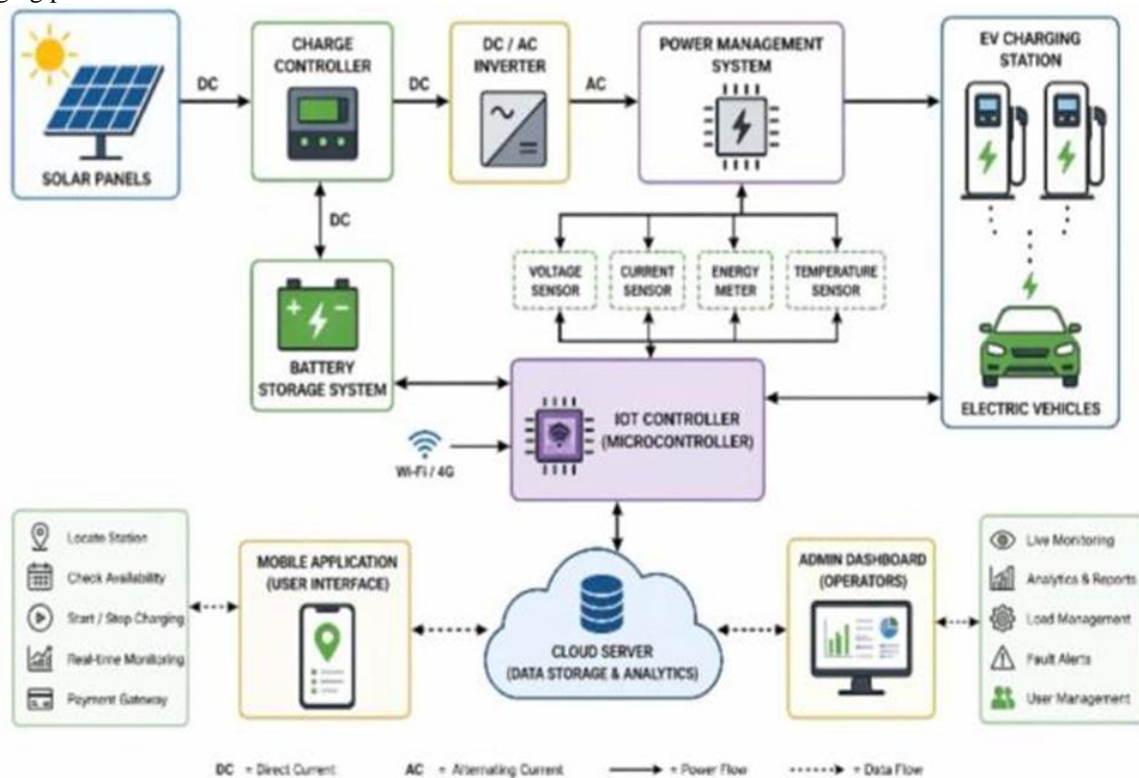 CHARGE
CONTROLLER
DC / AC
INVERTER
POWER MANAGEMENT
SYSTEM
EV CHARGING
STATION
DC
DC
AC
SOLAR PANELS
DC
VOLTAGE
SENSOR
CURRENT
SENSOR
ENERGY
METER
TEMPERATURE
SENSOR
BATTERY
STORAGE SYSTEM
IOT CONTROLLER
(MICROCONTROLLER)
ELECTRIC VEHICLES
Wi-Fi / 4G
Locate Station
Check Availability
Start / Stop Charging
Real-time Monitoring
Payment Gateway
MOBILE APPLICATION
(USER INTERFACE)
CLOUD SERVER
(DATA STORAGE & ANALYTICS)
ADMIN DASHBOARD
(OPERATORS)
Live Monitoring
Analytics & Reports
Load Management
Fault Alerts
User Management
DC = Direct Current
AC = Alternating Current
= Power Flow
= Data Flow